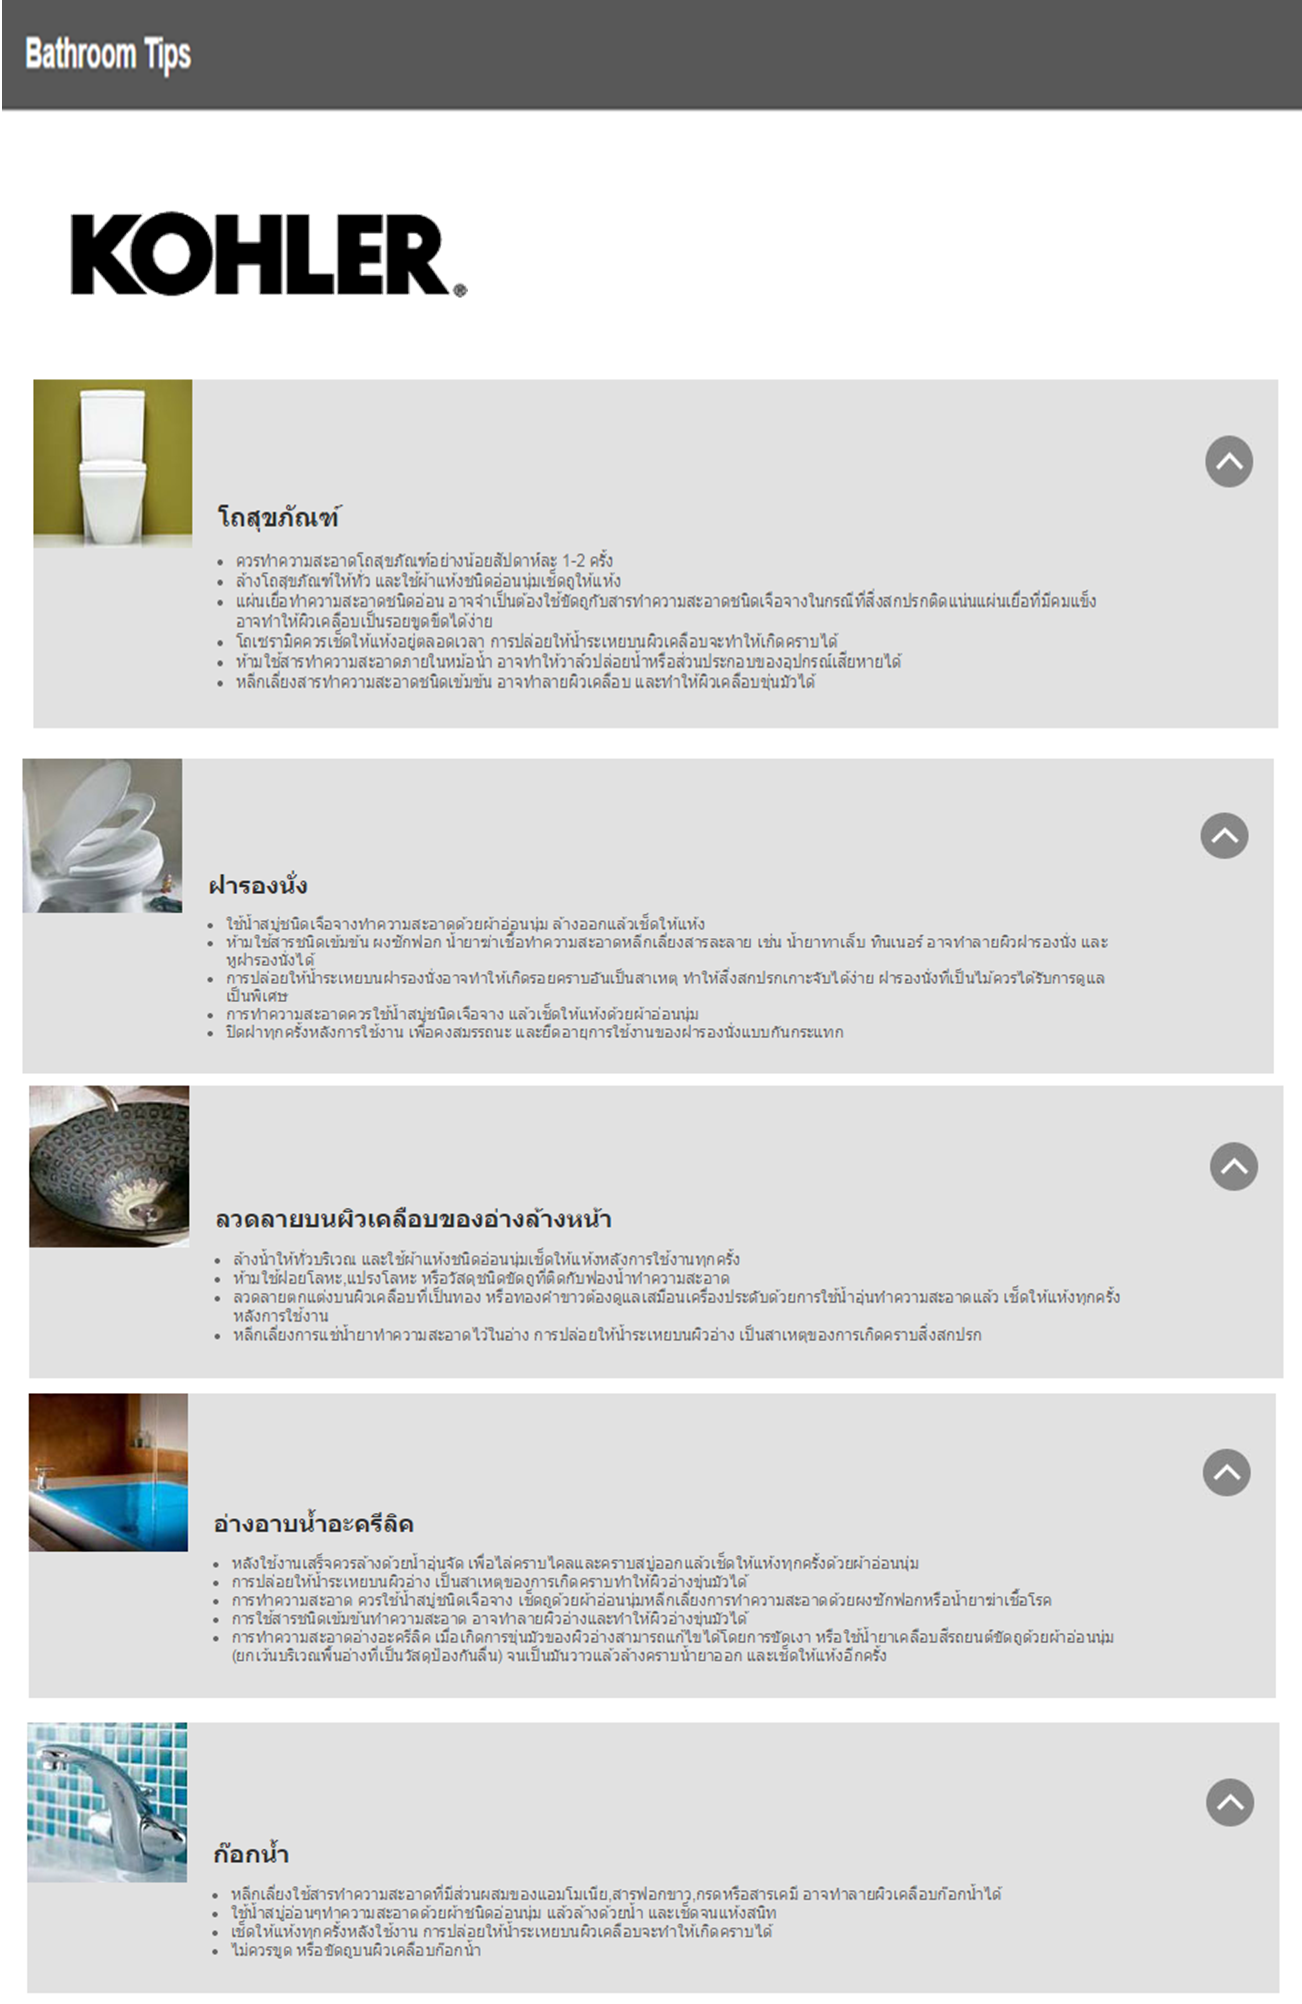 Bathroom Tips
KOHLER®
โถสุขภัณฑ์
ควรทำความสะอาดโถสุขภัณฑ์อย่างน้อยสัปดาห์ละ 1-2 ครั้ง
ล้างโถสุขภัณฑ์ให้ทั่ว และใช้ผ้าแห้งชนิดอ่อนนุ่มเช็ดถูให้แห้ง
แผ่นเยื่อทำความสะอาดชนิดอ่อน อาจจำเป็นต้องใช้ขัดถูกับสารทำความสะอาดชนิดเจือจางในกรณีที่สิ่งสกปรกติดแน่นแผ่นเยื่อที่มีคมแข็ง
อาจทำให้ผิวเคลือบเป็นรอยขูดขีดได้ง่าย
โถเซรามิคควรเช็ดให้แห้งอยู่ตลอดเวลา การปล่อยให้น้ำระเหยบนผิวเคลือบจะทำให้เกิดคราบได้
ห้ามใช้สารทำความสะอาดภายในหม้อน้ำ อาจทำให้วาล์วปล่อยน้ำหรือส่วนประกอบของอุปกรณ์เสียหายได้
หลีกเลี่ยงสารทำความสะอาดชนิดเข้มข้น อาจทำลายผิวเคลือบ และทำให้ผิวเคลือบขุ่นมัวได้
ฝารองนั่ง
ใช้น้ำสบู่ชนิดเจือจางทำความสะอาดด้วยผ้าอ่อนนุ่ม ล้างออกแล้วเช็ดให้แห้ง
ห้ามใช้สารชนิดเข้มข้น ผงซักฟอก น้ำยาฆ่าเชื้อทำความสะอาดหลีกเลี่ยงสารละลาย เช่น น้ำยาทาเล็บ ทินเนอร์ อาจทำลายผิวฝารองนั่ง และ
หูฝารองนั่งได้
การปล่อยให้น้ำระเหยบนฝารองนั่งอาจทำให้เกิดรอยคราบอันเป็นสาเหตุ ทำให้สิ่งสกปรกเกาะจับได้ง่าย ฝารองนั่งที่เป็นไม้ควรได้รับการดูแล
เป็นพิเศษ
การทำความสะอาดควรใช้น้ำสบู่ชนิดเจือจาง แล้วเช็ดให้แห้งด้วยผ้าอ่อนนุ่ม
ปิดฝาทุกครั้งหลังการใช้งาน เพื่อคงสมรรถนะ และยืดอายุการใช้งานของฝารองนั่งแบบกันกระแทก
ลวดลายบนผิวเคลือบของอ่างล้างหน้า
ล้างน้ำให้ทั่วบริเวณ และใช้ผ้าแห้งชนิดอ่อนนุ่มเช็ดให้แห้งหลังการใช้งานทุกครั้ง
ห้ามใช้ฝอยโลหะ,แปรงโลหะ หรือวัสดุชนิดขัดถูที่ติดกับฟองน้ำทำความสะอาด
ลวดลายตกแต่งบนผิวเคลือบที่เป็นทอง หรือทองคำขาวต้องดูแลเสมือนเครื่องประดับด้วยการใช้น้ำอุ่นทำความสะอาดแล้ว เช็ดให้แห้งทุกครั้ง
หลังการใช้งาน
หลีกเลี่ยงการแช่น้ำยาทำความสะอาดไว้ในอ่าง การปล่อยให้น้ำระเหยบนผิวอ่าง เป็นสาเหตุของการเกิดคราบสิ่งสกปรก
อ่างอาบน้ำอะครีลิค
หลังใช้งานเสร็จควรล้างด้วยน้ำอุ่นจัด เพื่อไล่คราบไคลและคราบสบู่ออกแล้วเช็ดให้แห้งทุกครั้งด้วยผ้าอ่อนนุ่ม
การปล่อยให้น้ำระเหยบนผิวอ่าง เป็นสาเหตุของการเกิดคราบทำให้ผิวอ่างขุ่นมัวได้
การทำความสะอาด ควรใช้น้ำสบู่ชนิดเจือจาง เช็ดถูด้วยผ้าอ่อนนุ่มหลีกเลี่ยงการทำความสะอาดด้วยผงซักฟอกหรือน้ำยาฆ่าเชื้อโรค
การใช้สารชนิดเข้มข้นทำความสะอาด อาจทำลายผิวอ่างและทำให้ผิวอ่างขุ่นมัวได้
การทำความสะอาดอ่างอะครีลิค เมื่อเกิดการขุ่นมัวของผิวอ่างสามารถแก้ไขได้โดยการขัดเงา หรือใช้น้ำยาเคลือบสีรถยนต์ขัดถูด้วยผ้าอ่อนนุ่ม
(ยกเว้นบริเวณพื้นอ่างที่เป็นวัสดุป้องกันลื่น) จนเป็นมันวาวแล้วล้างคราบน้ำยาออก และเช็ดให้แห้งอีกครั้ง
ก๊อกน้ำ
หลีกเลี่ยงใช้สารทำความสะอาดที่มีส่วนผสมของแอมโมเนีย,สารฟอกขาว,กรดหรือสารเคมี อาจทำลายผิวเคลือบก๊อกน้ำได้
ใช้น้ำสบู่อ่อนๆทำความสะอาดด้วยผ้าชนิดอ่อนนุ่ม แล้วล้างด้วยน้ำ และเช็ดจนแห้งสนิท
เช็ดให้แห้งทุกครั้งหลังใช้งาน การปล่อยให้น้ำระเหยบนผิวเคลือบจะทำให้เกิดคราบได้
ไม่ควรขูด หรือขัดถูบนผิวเคลือบก๊อกน้ำ